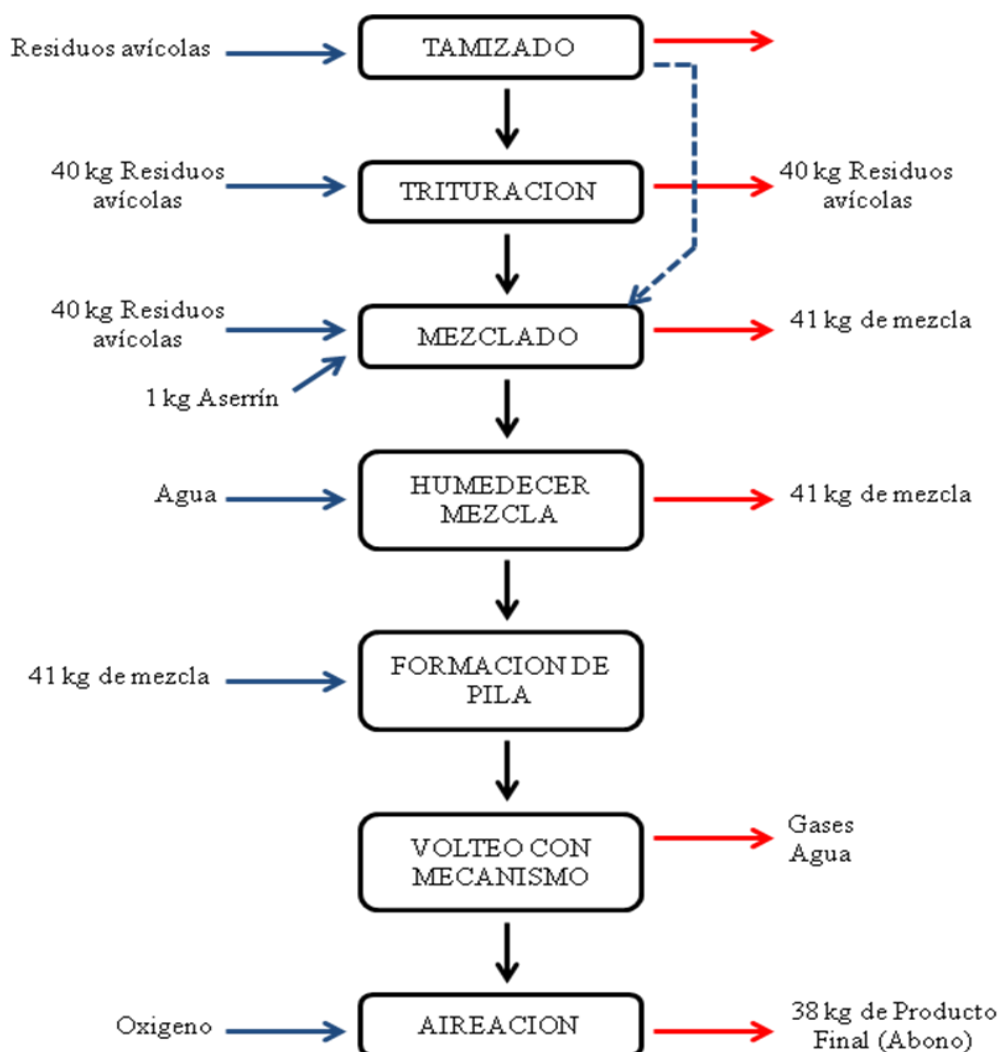 Residuos avícolas
TAMIZADO
40 kg Residuos
avícolas
TRITURACION
40 kg Residuos
avícolas
40 kg Residuos
avícolas
1 kg Aserrín
MEZCLADO
41 kg de mezcla
Agua
HUMEDECER
MEZCLA
41 kg de mezcla
41 kg de mezcla
FORMACION DE
PILA
VOLTEO CON
MECANISMO
Gases
Agua
Oxigeno
AIREACION
38 kg de Producto
Final (Abono)